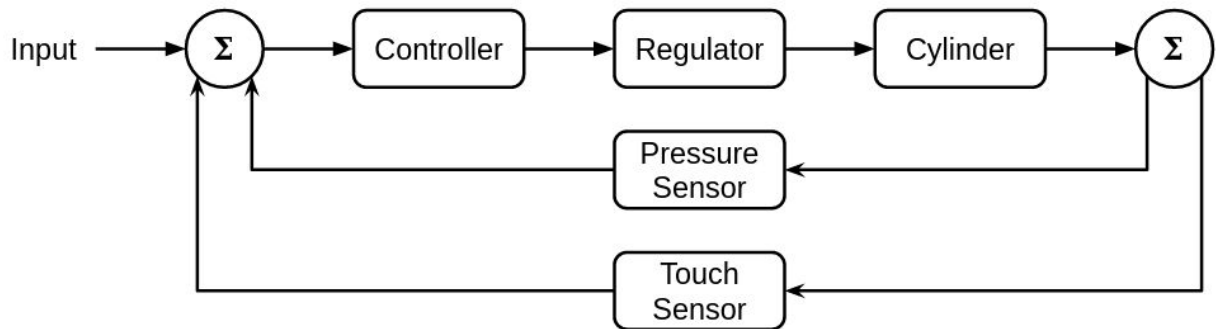 Input
Σ
Controller
Regulator
Cylinder
Σ
Pressure
Sensor
Touch
Sensor